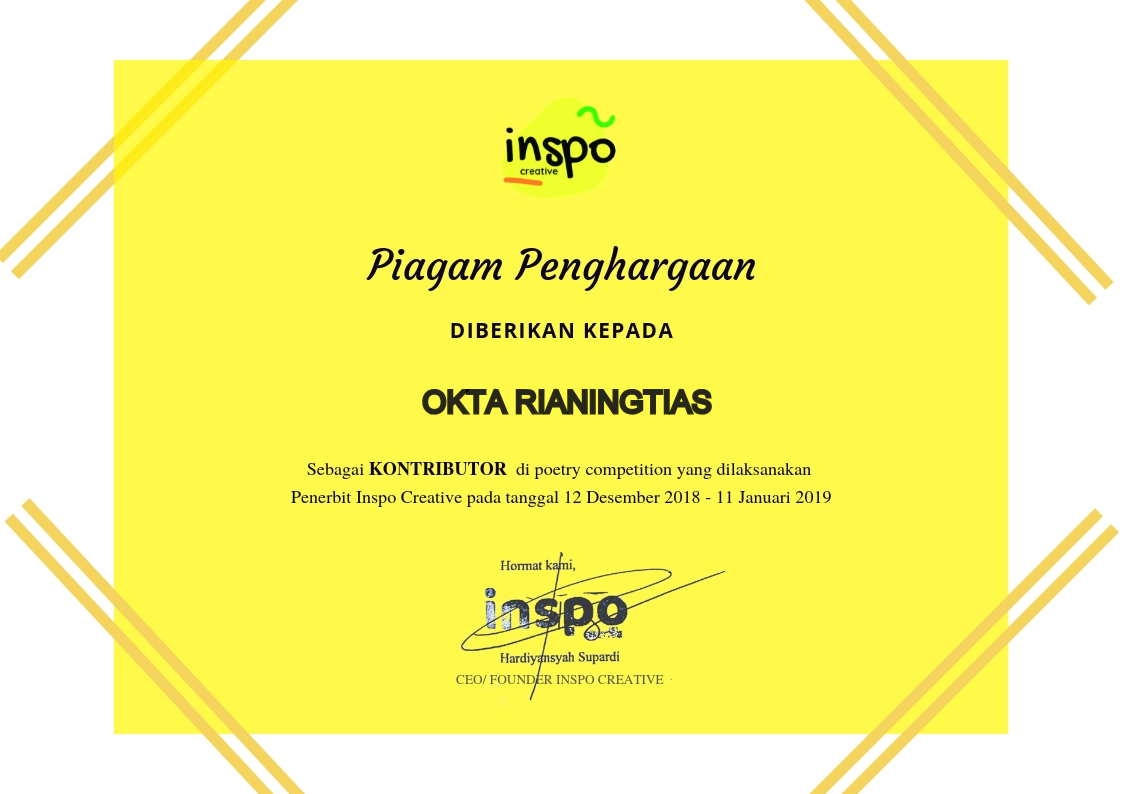 inspo
creative
Piagam Penghargaan
DIBERIKAN KEPADA
OKTA RIANINGTIAS
Sebagai KONTRIBUTOR di poetry competition yang dilaksanakan
Penerbit Inspo Creative pada tanggal 12 Desember 2018 - 11 Januari 2019
Hormat kami,
inspo
Hardiyansyah Supardi
CEO/ FOUNDER INSPO CREATIVE